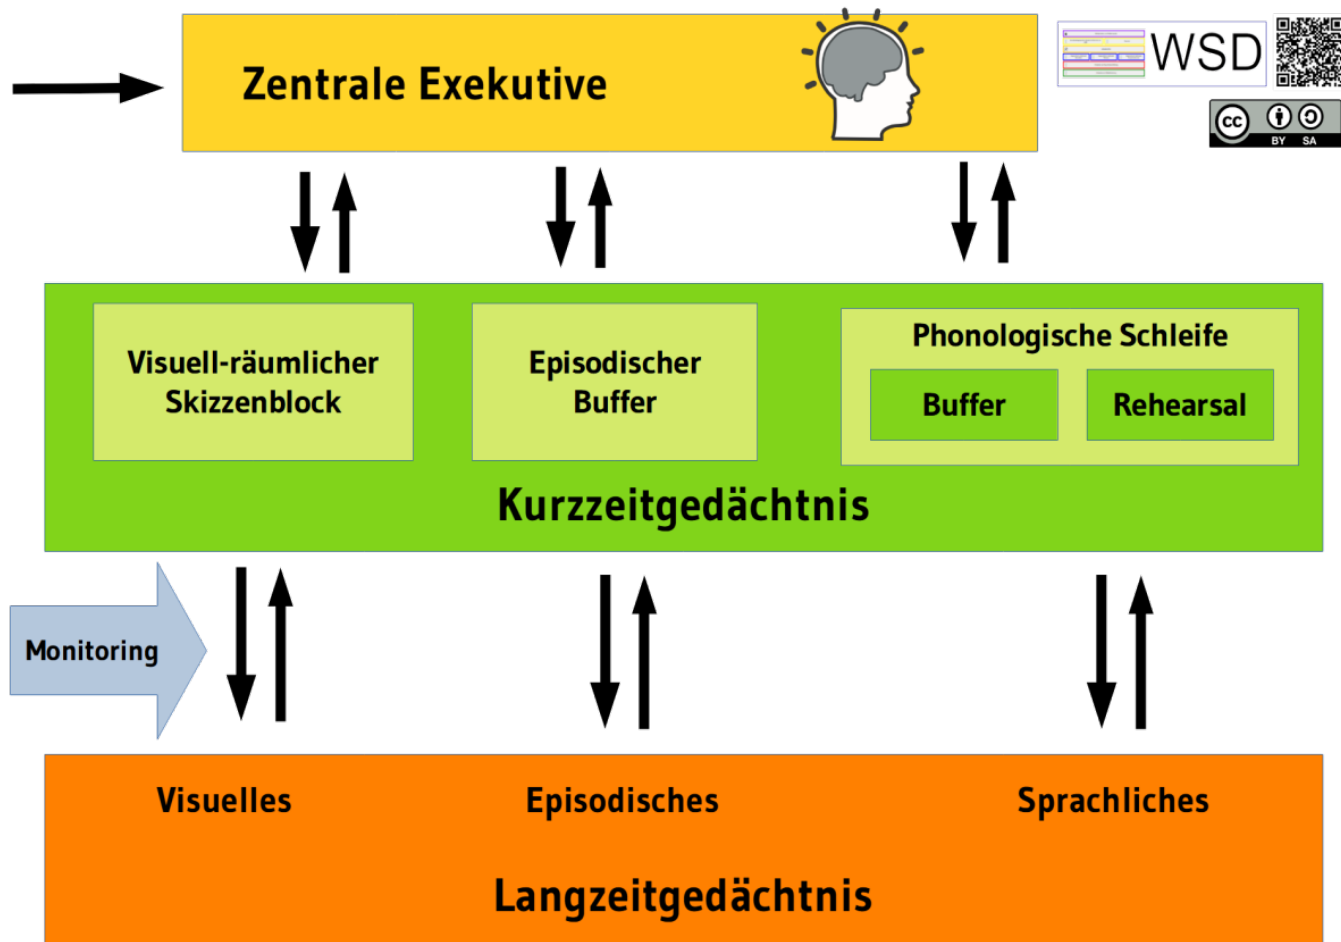 Zentrale Exekutive
WSD
CC
BY SA
Visuell-räumlicher
Skizzenblock
Episodischer
Buffer
Phonologische Schleife
Buffer
Rehearsal
Kurzzeitgedächtnis
Monitoring
Visuelles
Episodisches
Sprachliches
Langzeitgedächtnis